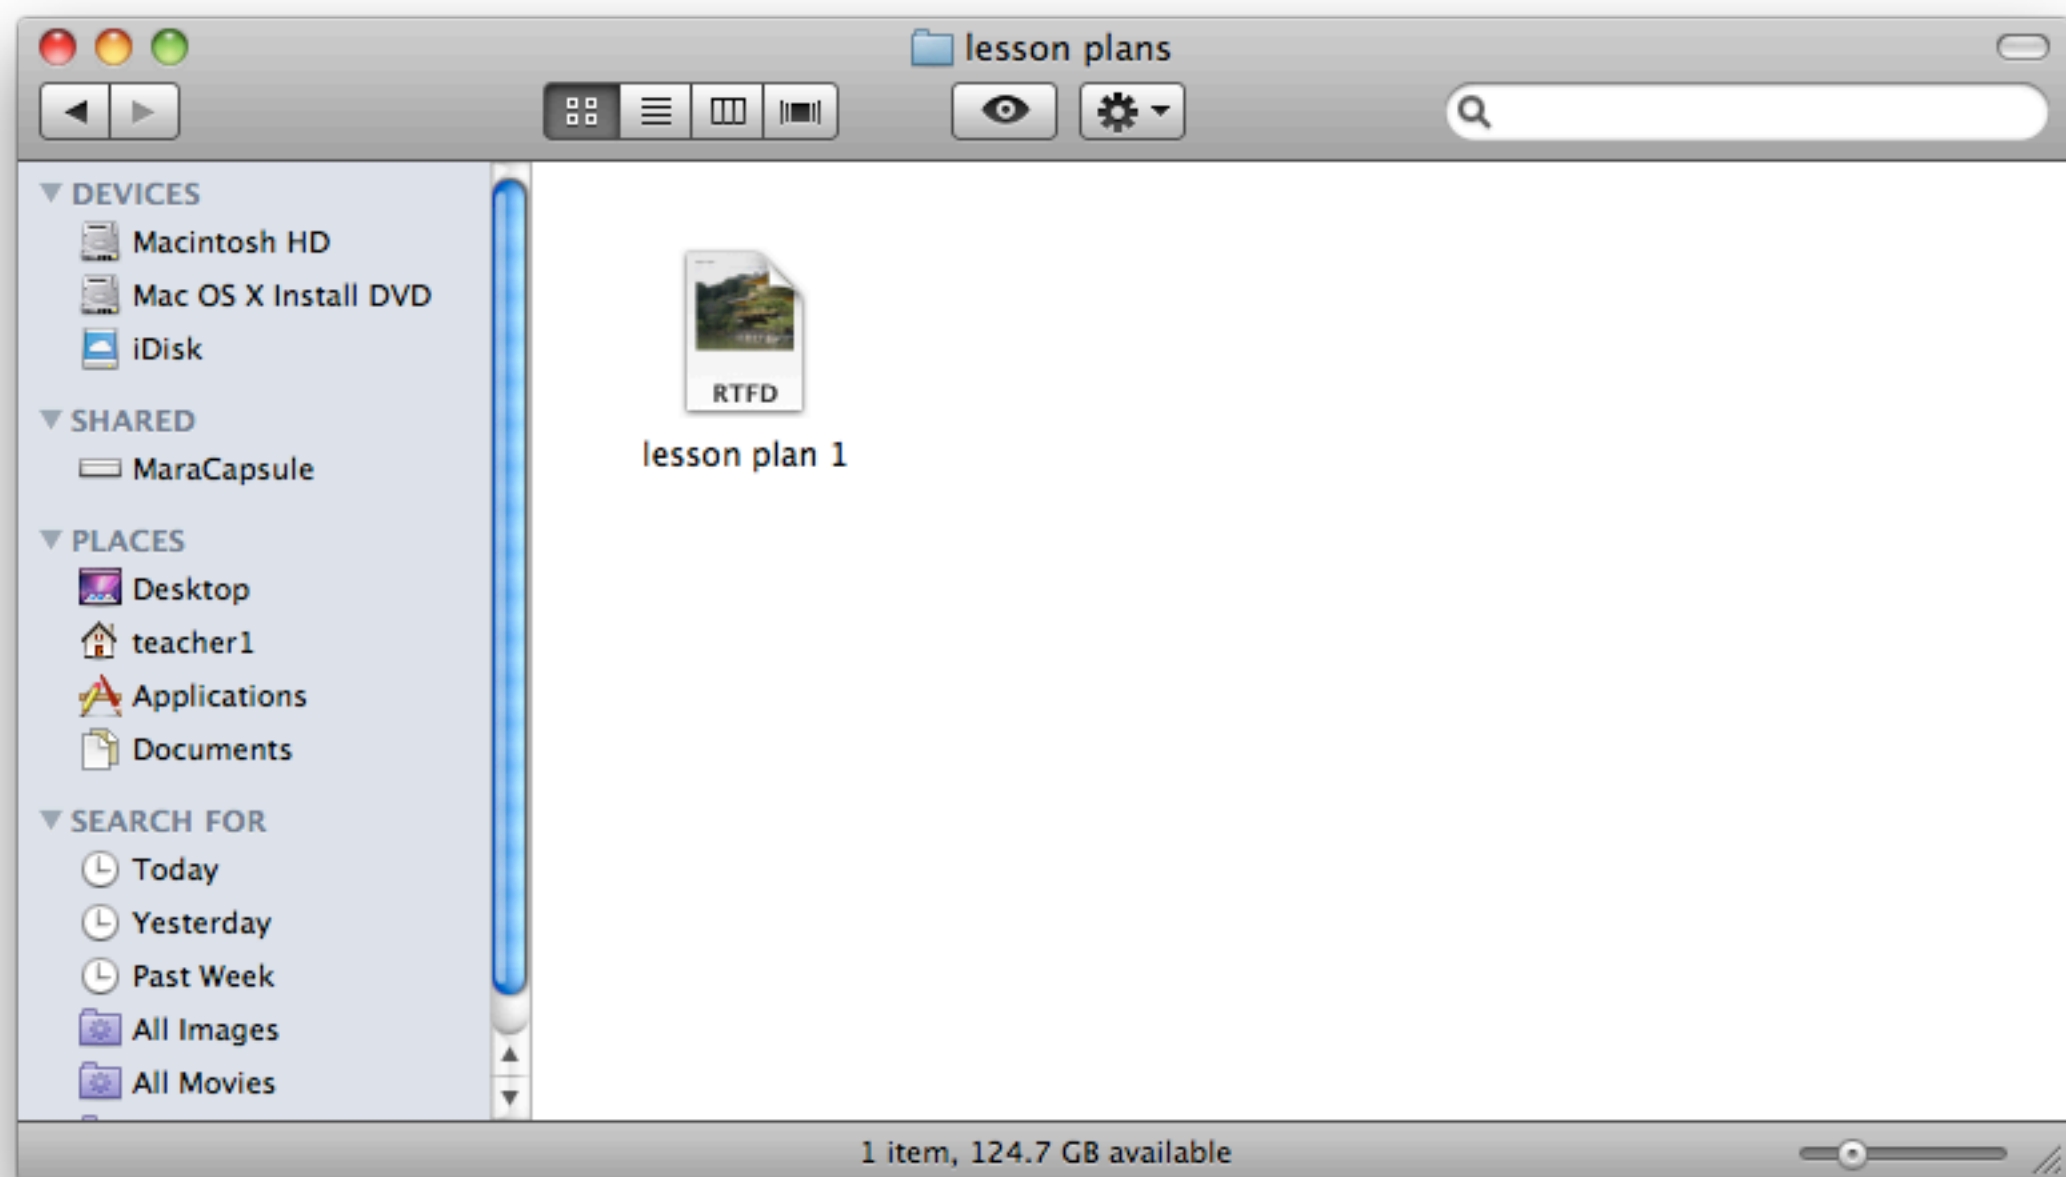 lesson plans
DEVICES
Macintosh HD
Mac OS X Install DVD
iDisk
SHARED
MaraCapsule
PLACES
Desktop
teacher1
Applications
Documents
SEARCH FOR
Today
Yesterday
Past Week
All Images
All Movies
RTFD
lesson plan 1
1 item, 124.7 GB available